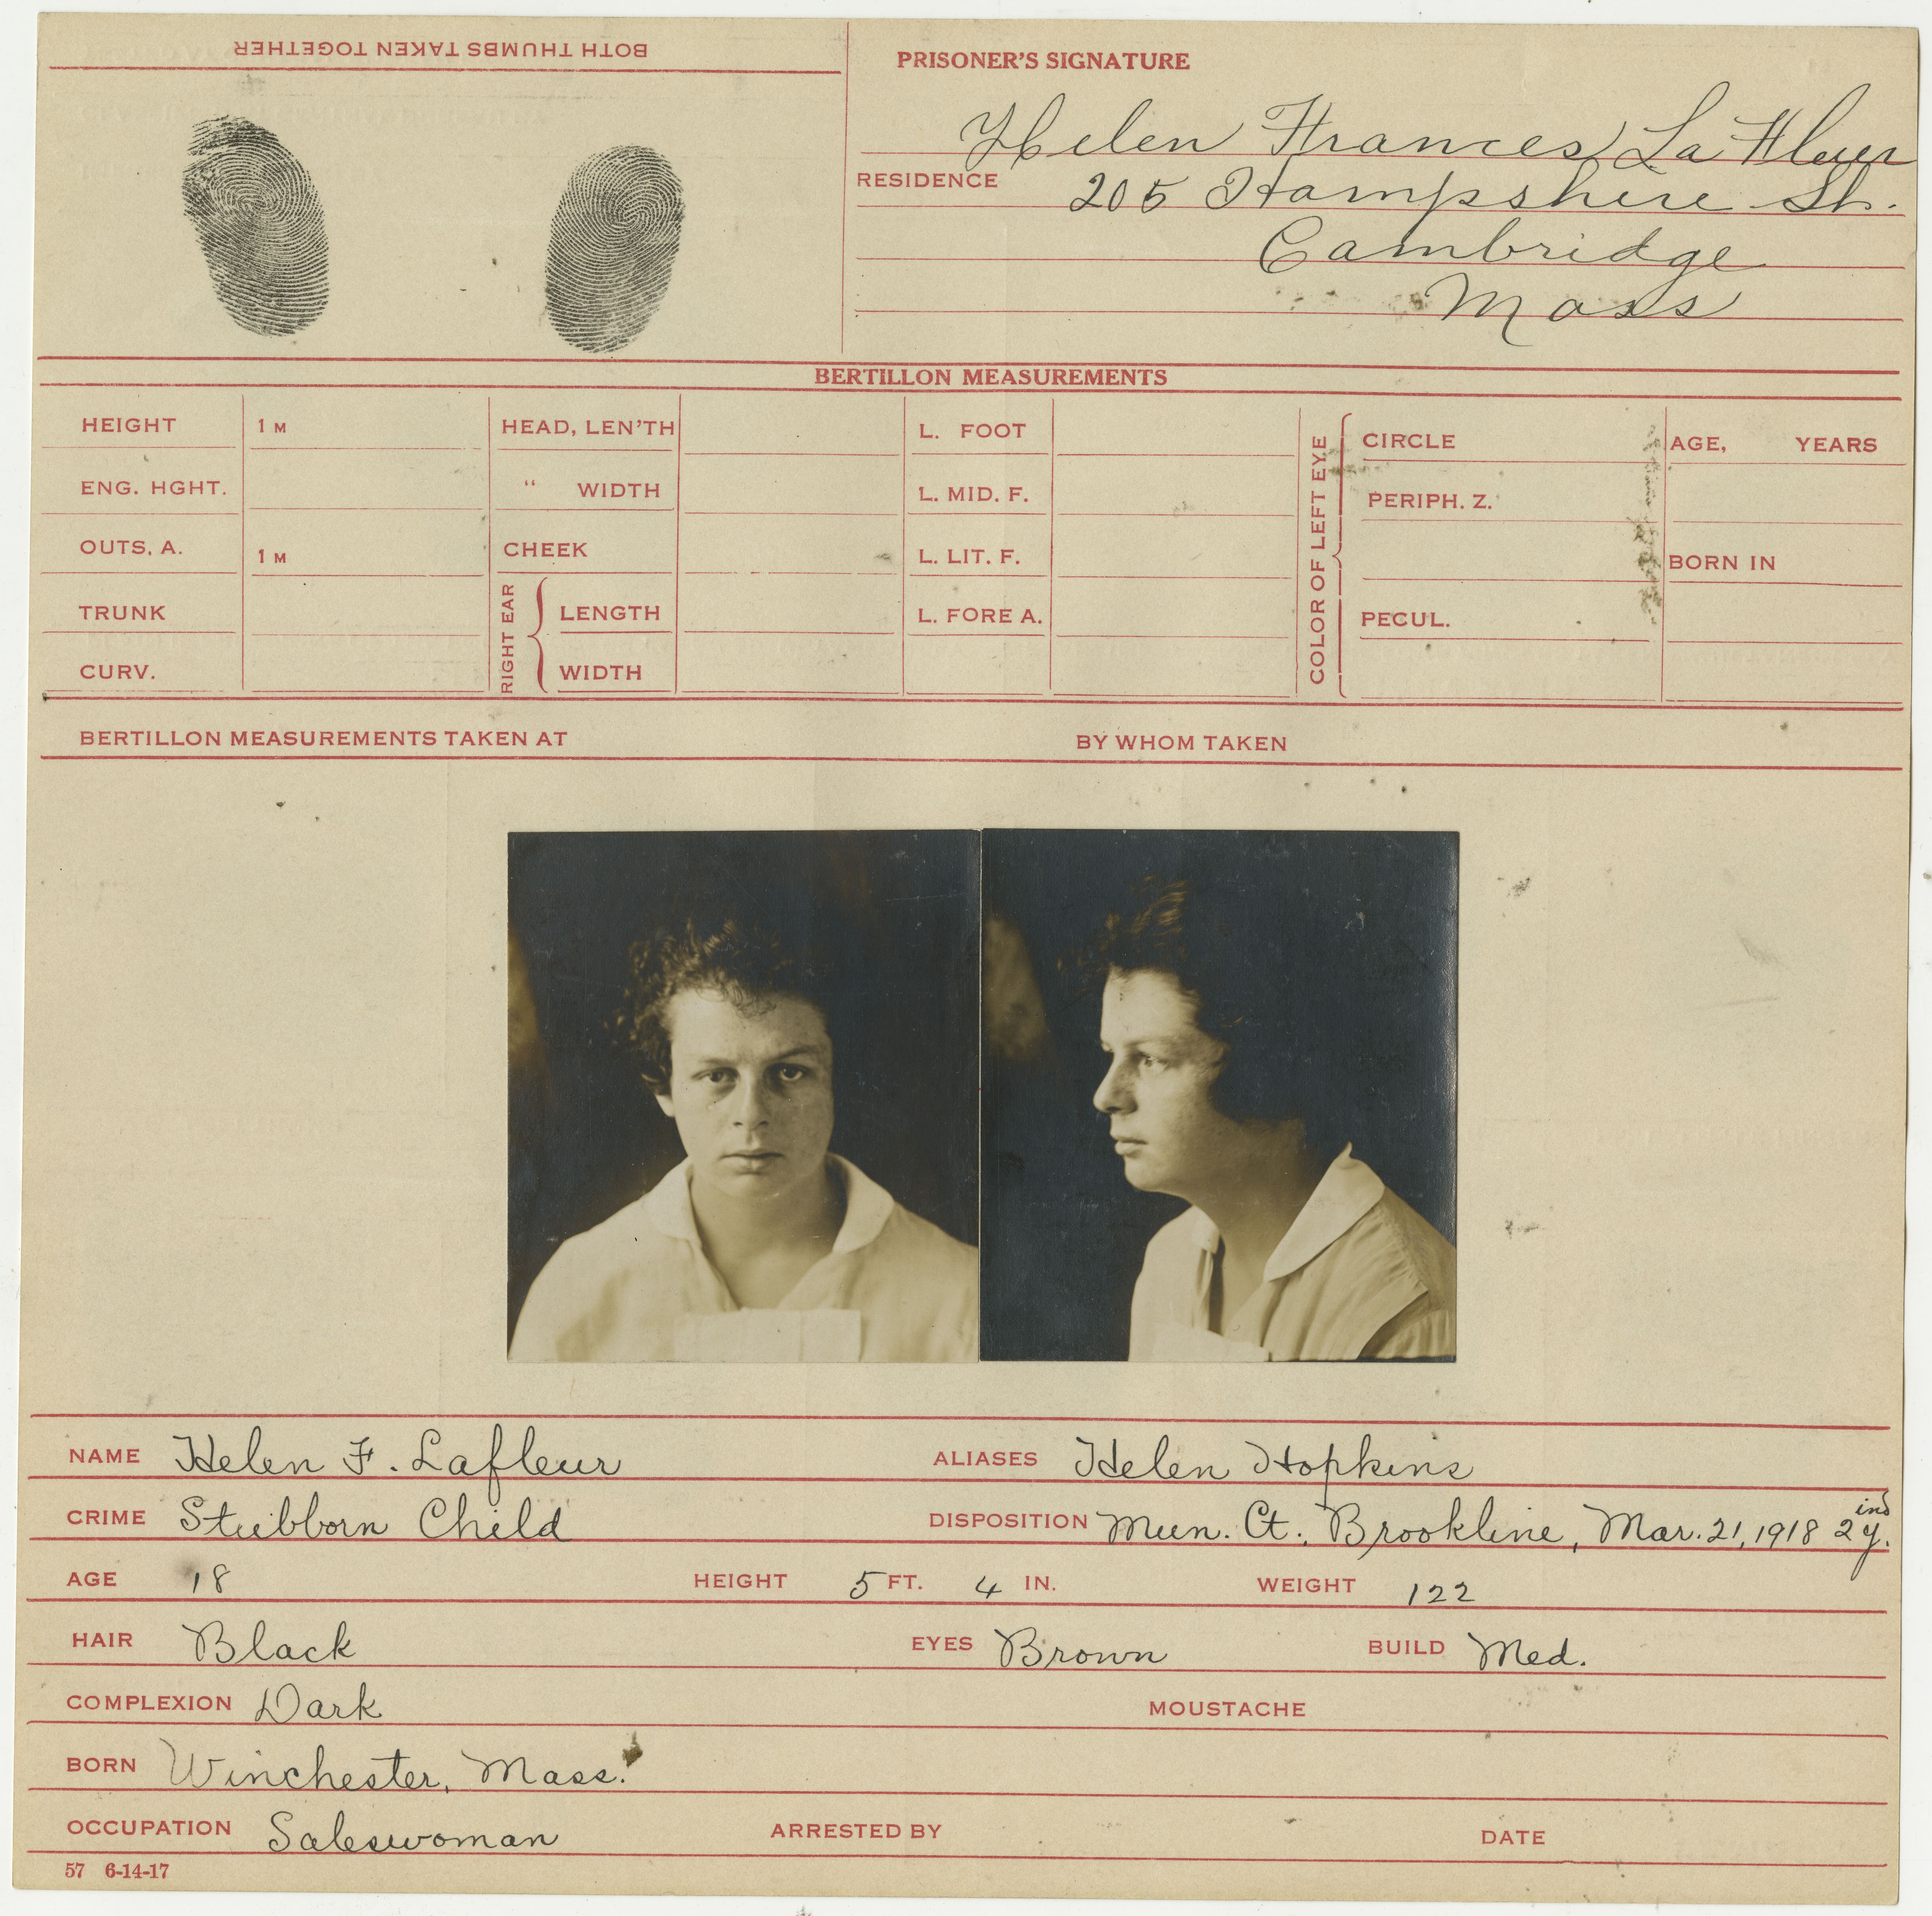 BOTH THUMBS TAKEN TOGETHER
PRISONER'S SIGNATURE
Helen Frances La Fleur
RESIDENCE 205 Hampshire St.
Cambridge
Mass
BERTILLON MEASUREMENTS
HEIGHT 1 M HEAD, LEN'TH L. FOOT CIRCLE AGE, YEARS
ENG. HGHT. " WIDTH L. MID. F. PERIPH. Z.
OUTS, A. 1 M CHEEK L. LIT. F. BORN IN
TRUNK LENGTH L. FORE A. PECUL.
CURV. WIDTH
RIGHT EAR
COLOR OF LEFT EYE
BERTILLON MEASUREMENTS TAKEN AT BY WHOM TAKEN
NAME Helen F. Lafleur ALIASES Helen Hopkins
CRIME Stubborn Child DISPOSITION Mun. Ct. Brookline, Mar. 21, 1918 2 y. ind
AGE 18 HEIGHT 5 FT. 4 IN. WEIGHT 122
HAIR Black EYES Brown BUILD Med.
COMPLEXION Dark MOUSTACHE
BORN Winchester, Mass.
OCCUPATION Saleswoman ARRESTED BY DATE
57 6-14-17